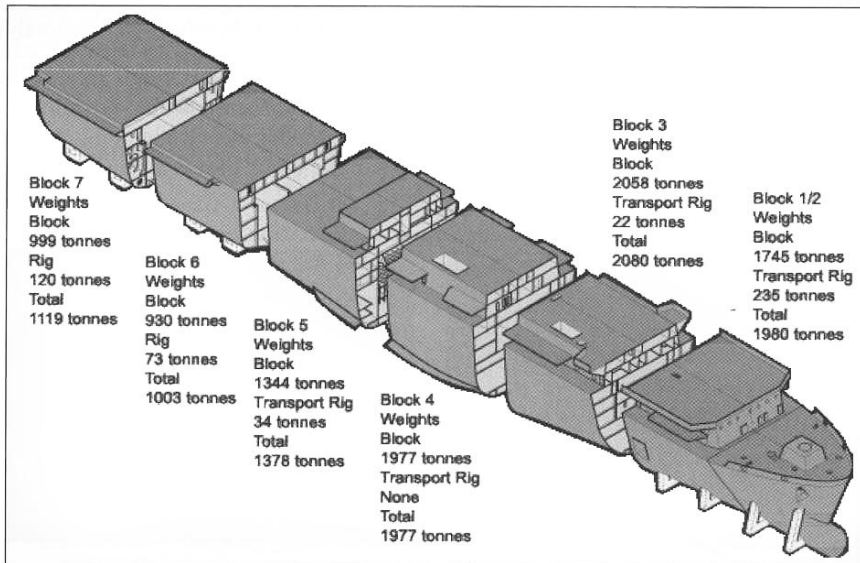 Block 7
Weights
Block
999 tonnes
Rig
120 tonnes
Total
1119 tonnes
Block 6
Weights
Block
930 tonnes
Rig
73 tonnes
Total
1003 tonnes
Block 5
Weights
Block
1344 tonnes
Transport Rig
34 tonnes
Total
1378 tonnes
Block 4
Weights
Block
1977 tonnes
Transport Rig
None
Total
1977 tonnes
Block 3
Weights
Block
2058 tonnes
Transport Rig
22 tonnes
Total
2080 tonnes
Block 1/2
Weights
Block
1745 tonnes
Transport Rig
235 tonnes
Total
1980 tonnes